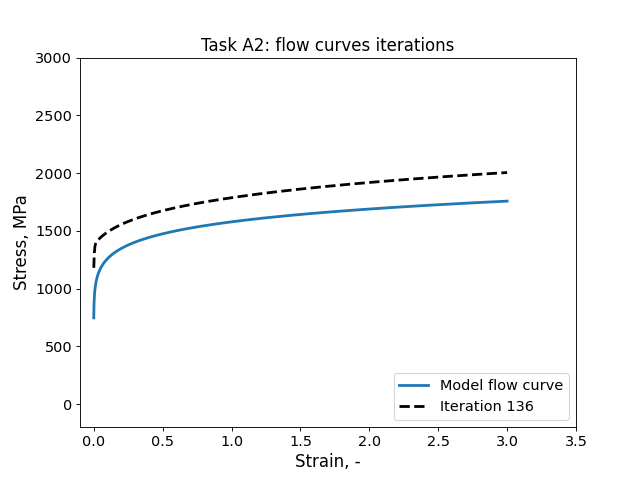 Task A2: flow curves iterations
3000
2500
2000
1500
1000
500
0
Stress, MPa
0.0 0.5 1.0 1.5 2.0 2.5 3.0 3.5
Strain, -
Model flow curve
Iteration 136